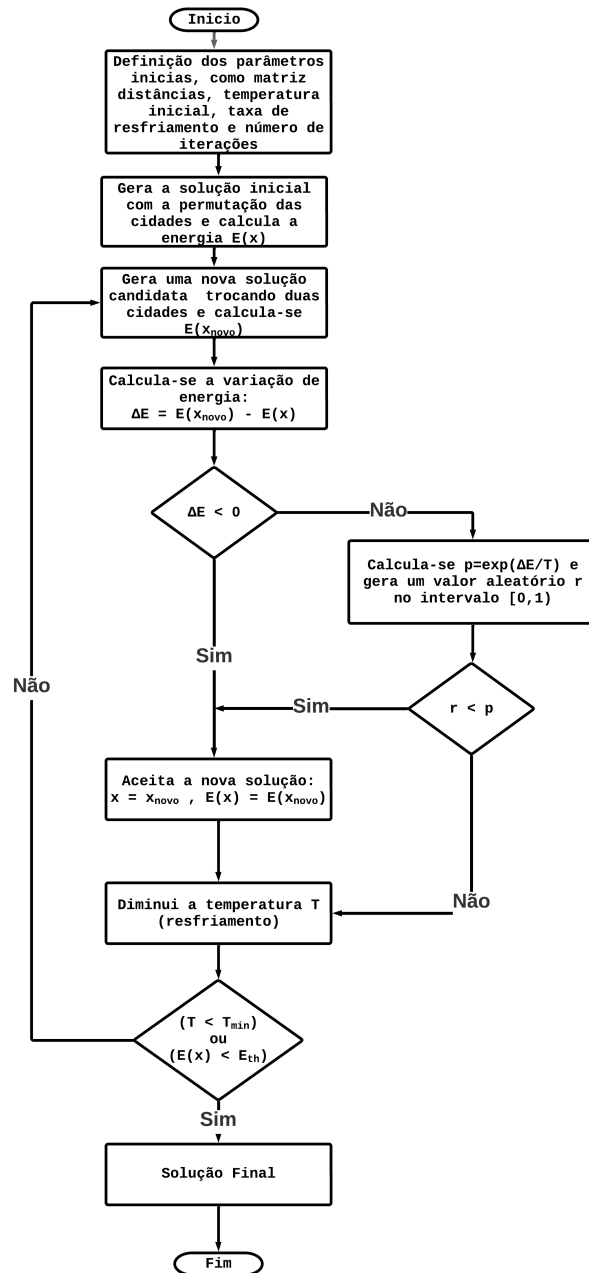 Inicio
Definição dos parâmetros
inicias, como matriz
distâncias, temperatura
inicial, taxa de
resfriamento e número de
iterações
Gera a solução inicial
com a permutação das
cidades e calcula a
energia E(x)
Gera uma nova solução
candidata  trocando duas
cidades e calcula-se
E(xnovo)
Calcula-se a variação de
energia:
ΔE = E(xnovo) - E(x)
ΔE < 0
Não
Calcula-se p=exp(ΔE/T) e
gera um valor aleatório r
no intervalo [0,1)
Sim
Não
Sim
r < p
Aceita a nova solução:
x = xnovo , E(x) = E(xnovo)
Não
Diminui a temperatura T
(resfriamento)
(T < Tmin)
ou
(E(x) < Eth)
Sim
Solução Final
Fim